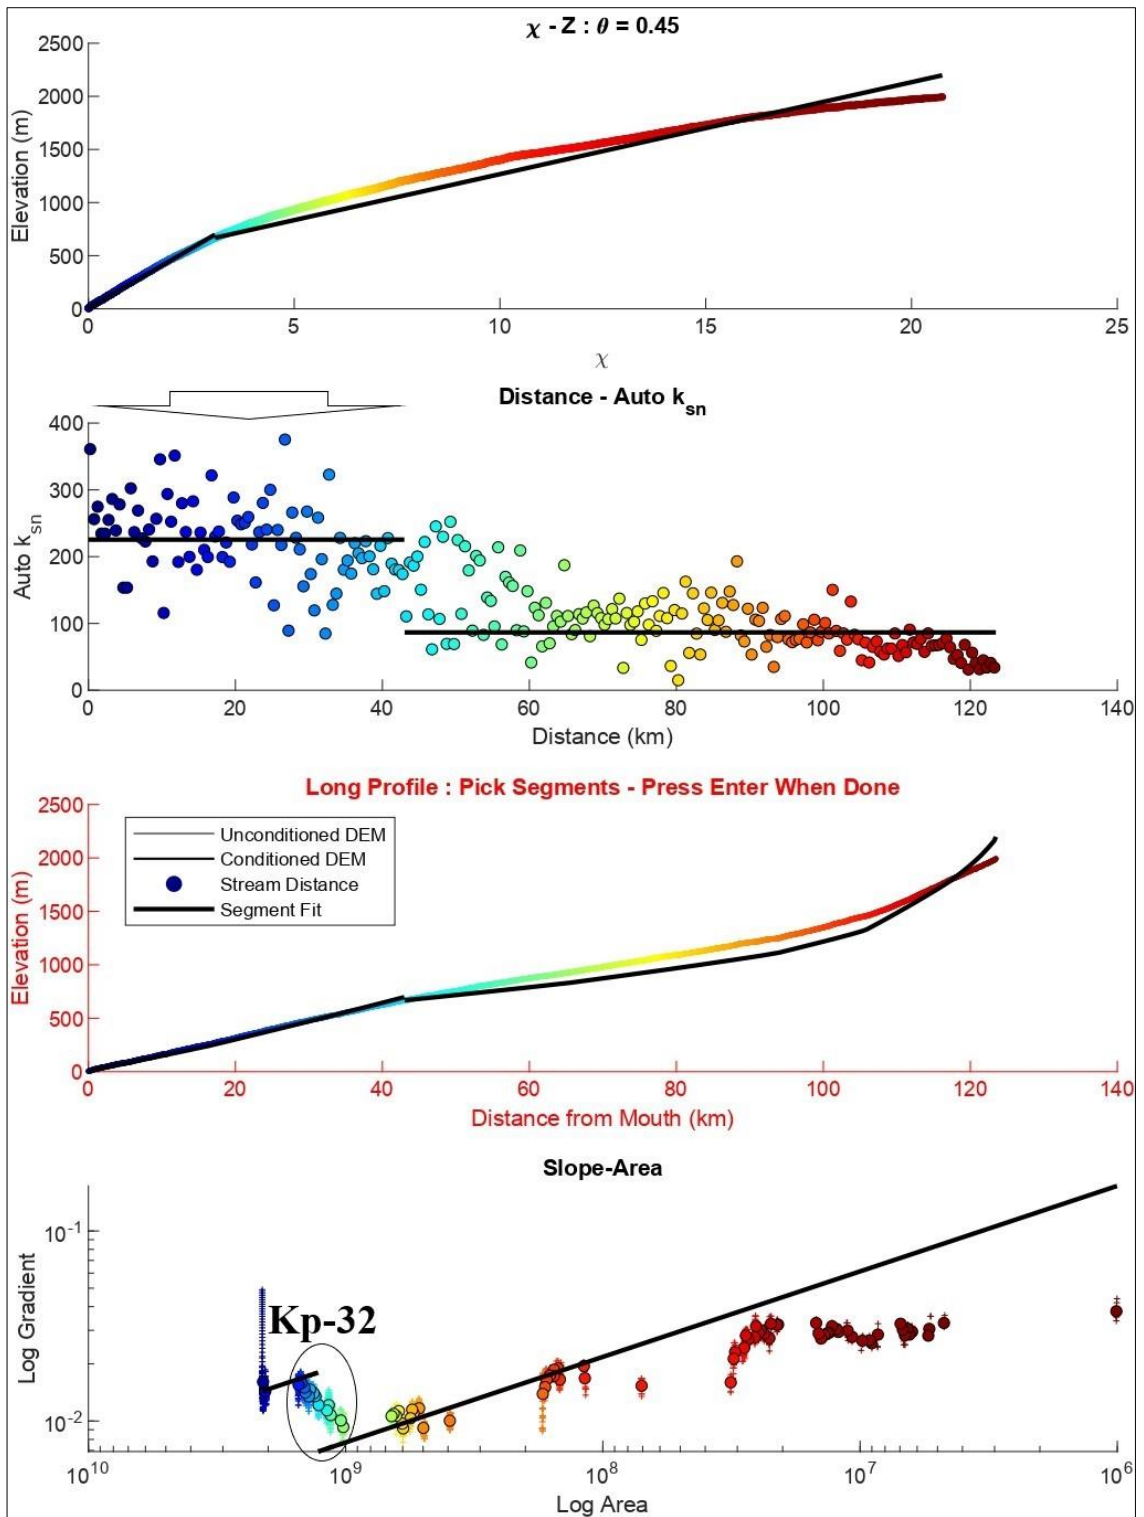 χ - Z : θ = 0.45
Elevation (m)
2500
2000
1500
1000
500
0
0 5 10 15 20 25
χ
Distance - Auto k_sn
Auto k_sn
400
300
200
100
0
0 20 40 60 80 100 120 140
Distance (km)
Long Profile : Pick Segments - Press Enter When Done
Elevation (m)
2500
2000
1500
1000
500
0
Unconditioned DEM
Conditioned DEM
Stream Distance
Segment Fit
0 20 40 60 80 100 120 140
Distance from Mouth (km)
Slope-Area
Log Gradient
10^-1
10^-2
Kp-32
10^10 10^9 10^8 10^7 10^6
Log Area